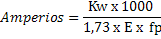 Amperios = Kw x 1000
1,73 x E x fp